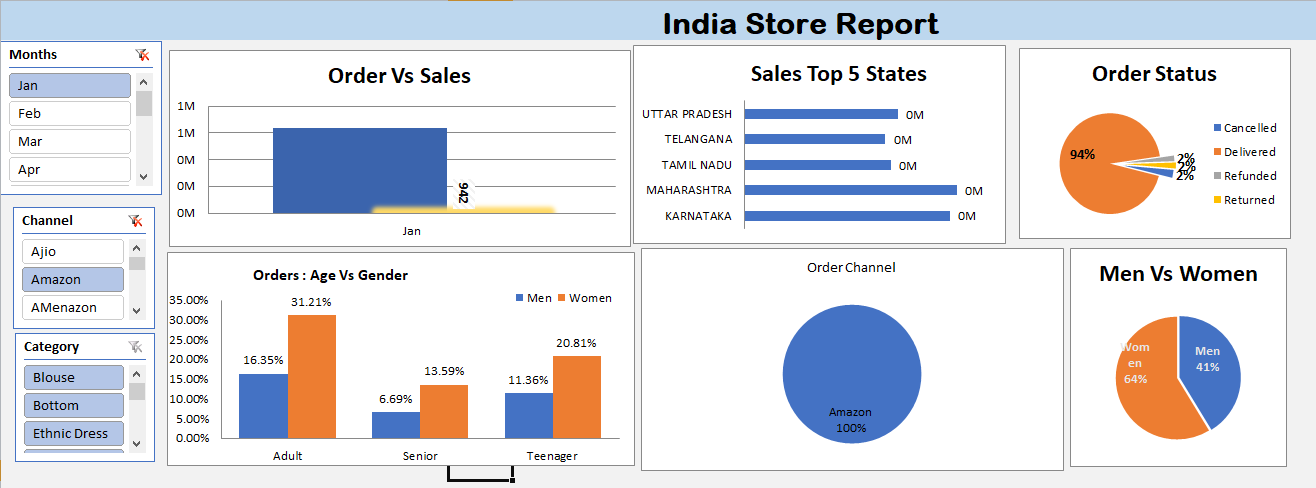 India Store Report
Months
Jan
Feb
Mar
Apr
Channel
Ajio
Amazon
AMenazon
Category
Blouse
Bottom
Ethnic Dress
Order Vs Sales
1M
1M
0M
0M
0M
942
Jan
Sales Top 5 States
UTTAR PRADESH 0M
TELANGANA 0M
TAMIL NADU 0M
MAHARASHTRA 0M
KARNATAKA 0M
Order Status
94%
2%
2%
2%
Cancelled
Delivered
Refunded
Returned
Orders : Age Vs Gender
Men Women
35.00%
30.00%
25.00%
20.00%
15.00%
10.00%
5.00%
0.00%
16.35%
31.21%
6.69%
13.59%
11.36%
20.81%
Adult Senior Teenager
Order Channel
Amazon
100%
Men Vs Women
Wom
en
64%
Men
41%